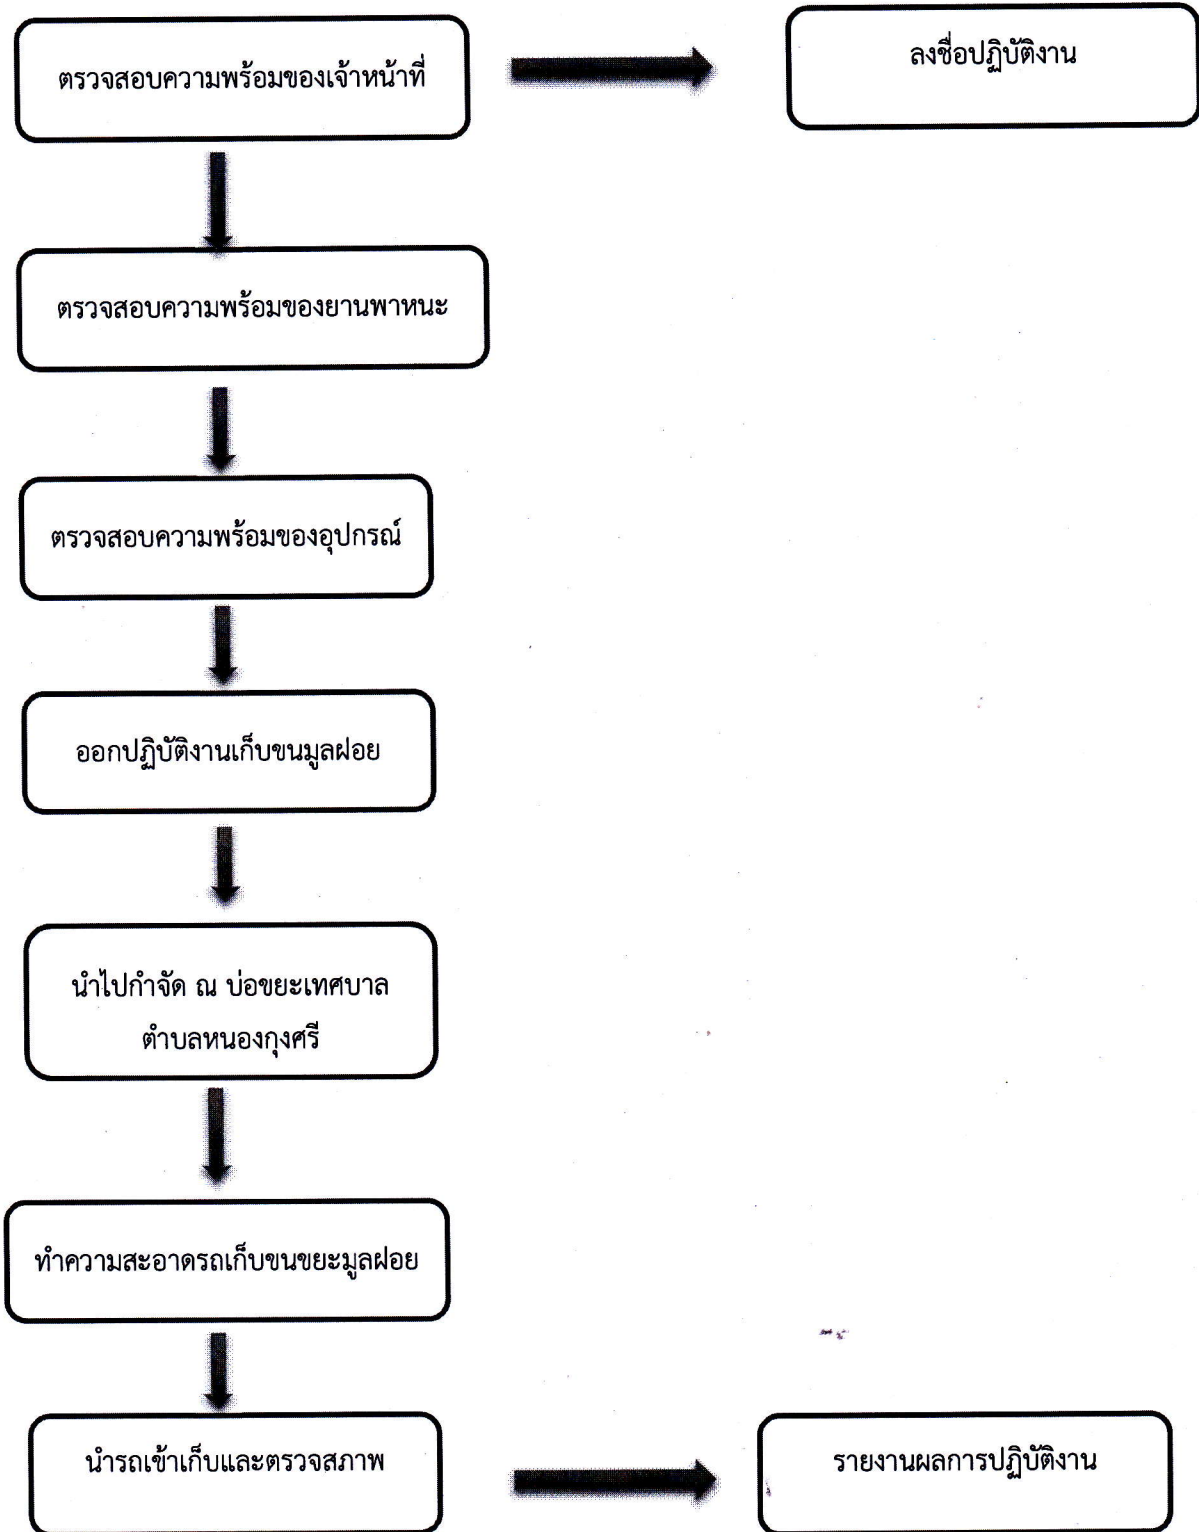 ตรวจสอบความพร้อมของเจ้าหน้าที่
ลงชื่อปฏิบัติงาน
ตรวจสอบความพร้อมของยานพาหนะ
ตรวจสอบความพร้อมของอุปกรณ์
ออกปฏิบัติงานเก็บขนมูลฝอย
นำไปกำจัด ณ บ่อขยะเทศบาล
ตำบลหนองกุงศรี
ทำความสะอาดรถเก็บขนขยะมูลฝอย
นำรถเข้าเก็บและตรวจสภาพ
รายงานผลการปฏิบัติงาน